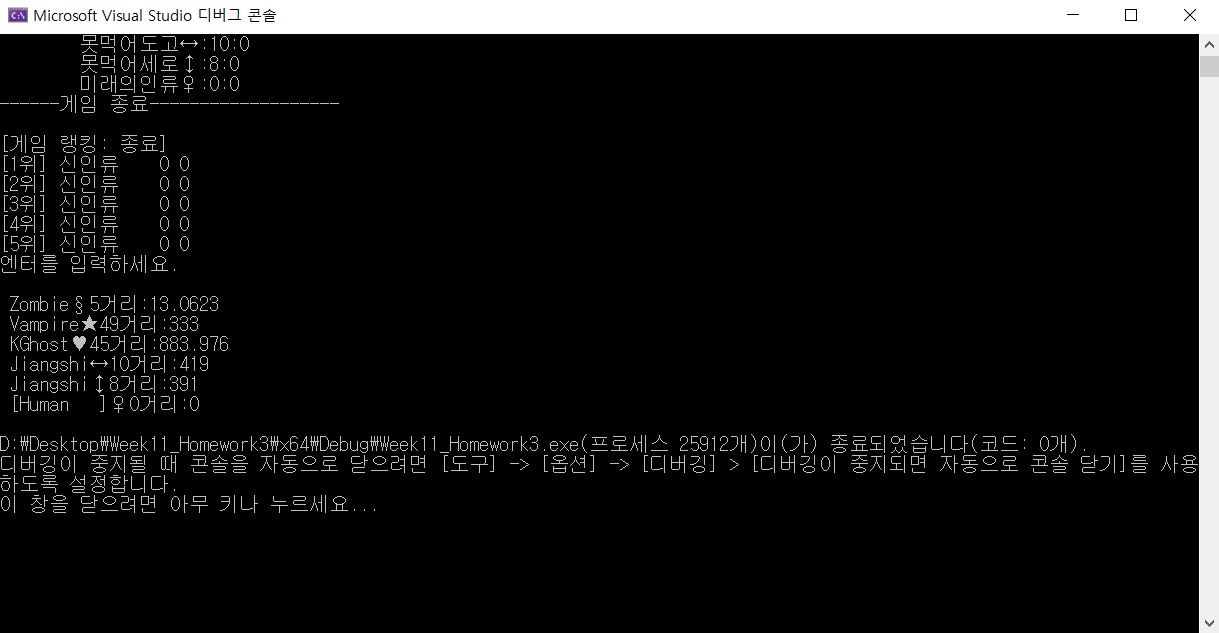 Microsoft Visual Studio 디버그 콘솔
못먹어도고↔:10:0
못먹어세로↕:8:0
미래의인류♀:0:0
------게임 종료-------------------
[게임 랭킹: 종료]
[1위] 신인류    0 0
[2위] 신인류    0 0
[3위] 신인류    0 0
[4위] 신인류    0 0
[5위] 신인류    0 0
엔터를 입력하세요.
Zombie§5거리:13.0623
Vampire★49거리:333
KGhost♥45거리:883.976
Jiangshi↔10거리:419
Jiangshi↕8거리:391
[Human   ]♀0거리:0
D:\Desktop\Week11_Homework3\x64\Debug\Week11_Homework3.exe(프로세스 25912개)이(가) 종료되었습니다(코드: 0개).
디버깅이 중지될 때 콘솔을 자동으로 닫으려면 [도구] -> [옵션] -> [디버깅] > [디버깅이 중지되면 자동으로 콘솔 닫기]를 사용
하도록 설정합니다.
이 창을 닫으려면 아무 키나 누르세요...